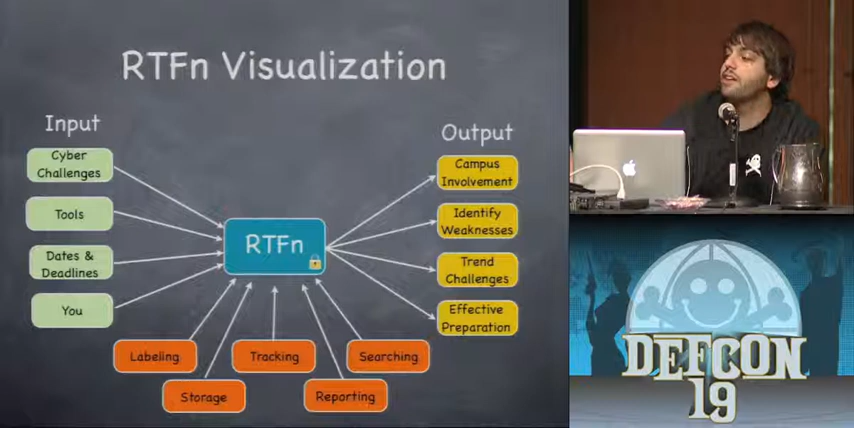 RTFn Visualization
Input
Output
Cyber
Challenges
Tools
Dates &
Deadlines
You
RTFn
Campus
Involvement
Identify
Weaknesses
Trend
Challenges
Effective
Preparation
Labeling
Tracking
Searching
Storage
Reporting
DEFCON
19